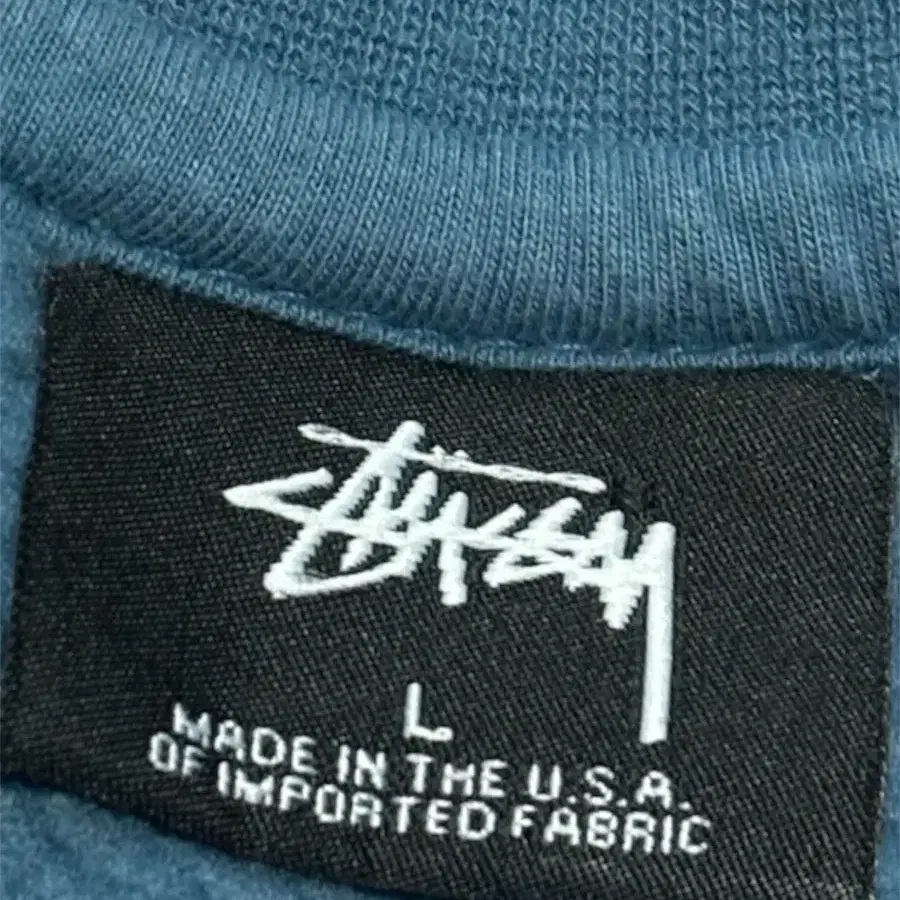 Stüssy
L
MADE IN THE U.S.A.
OF IMPORTED FABRIC